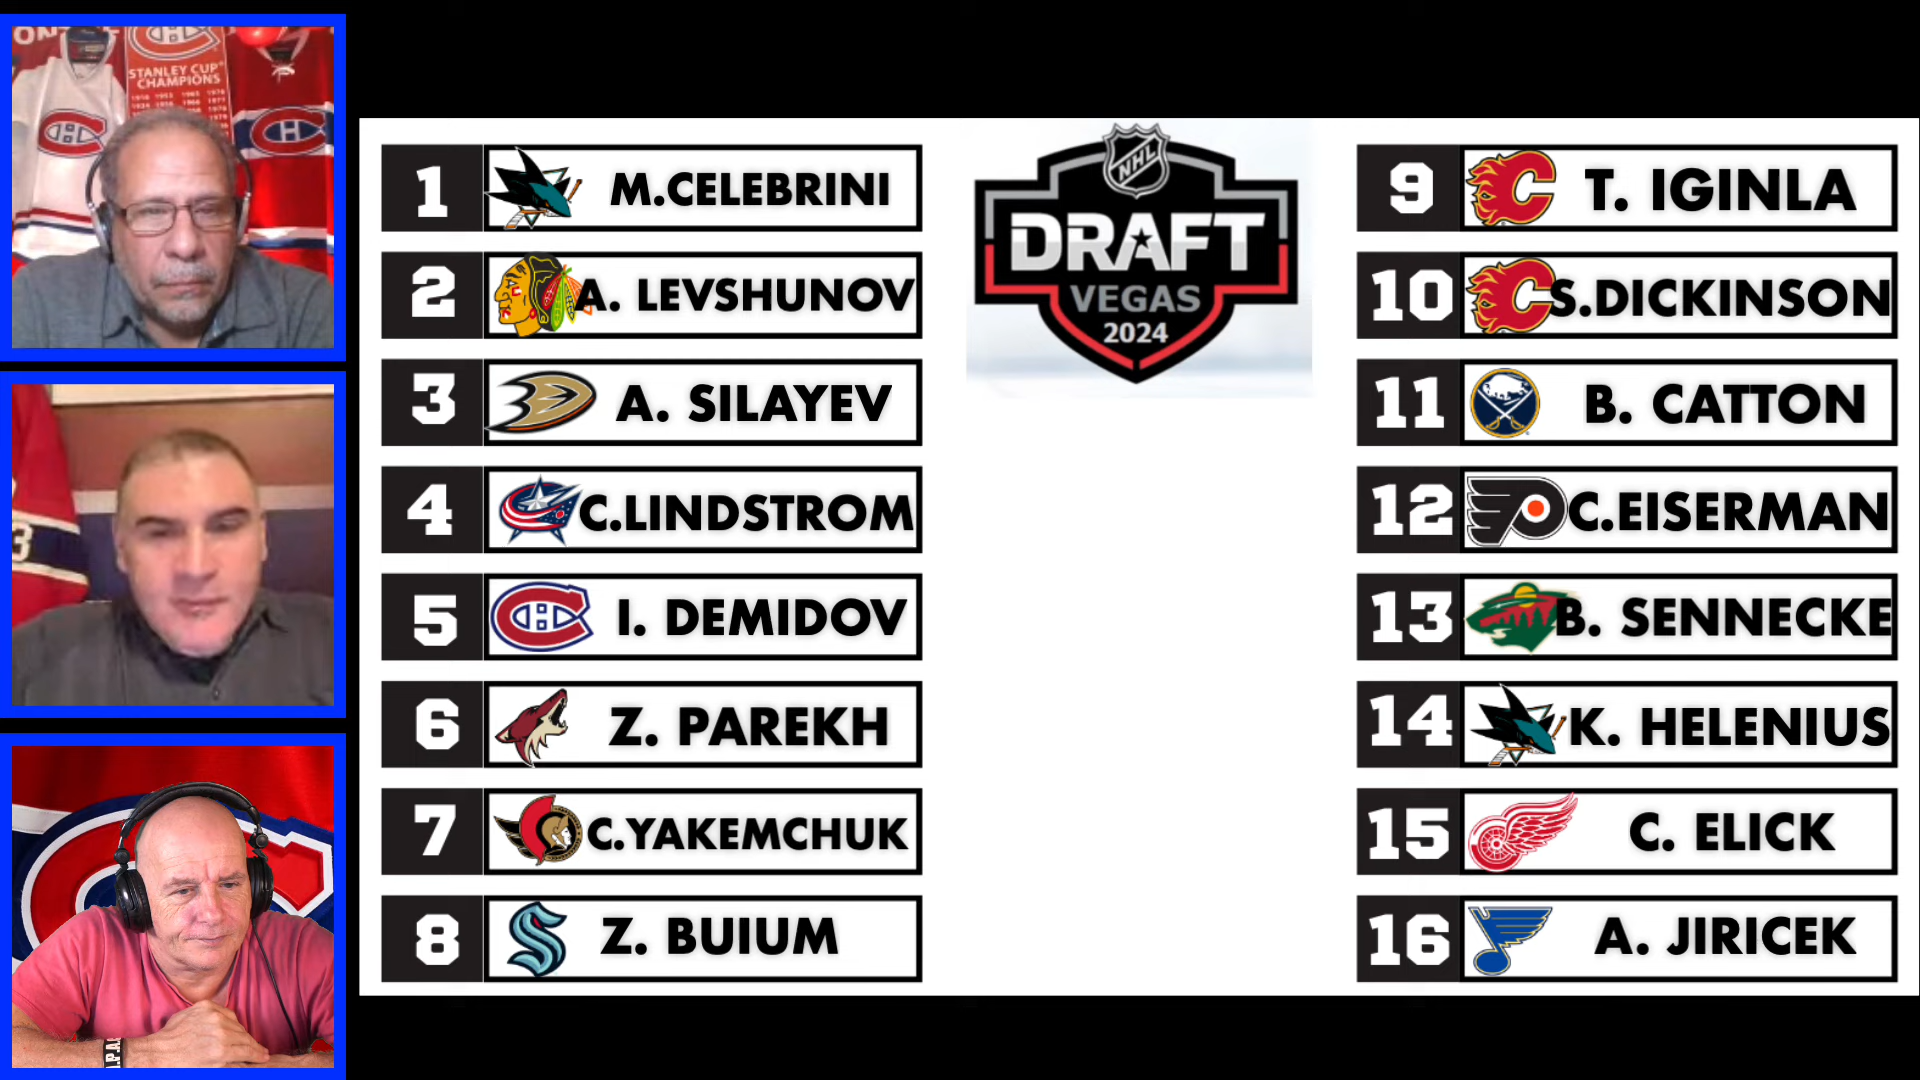 STANLEY CUP
CHAMPIONS
1 M.CELEBRINI
2 A. LEVSHUNOV
3 A. SILAYEV
4 C.LINDSTROM
5 I. DEMIDOV
6 Z. PAREKH
7 C.YAKEMCHUK
8 Z. BUIUM
NHL
DRAFT
VEGAS
2024
9 T. IGINLA
10 S.DICKINSON
11 B. CATTON
12 C.EISERMAN
13 B. SENNECKE
14 K. HELENIUS
15 C. ELICK
16 A. JIRICEK
3